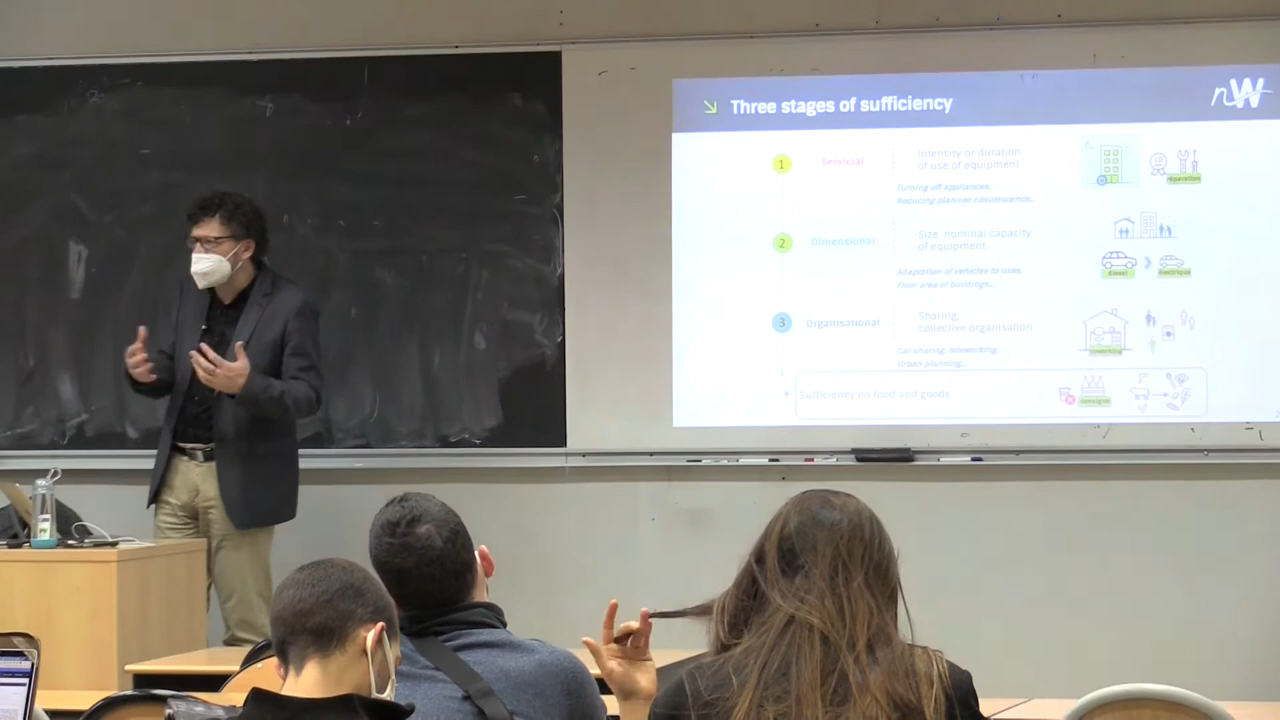 Three stages of sufficiency
nW
1
Servicial
Intensity or duration
of use of equipment
Turning off appliances,
Reducing planned obsolescence...
réparation
2
Dimensional
Size, nominal capacity
of equipment
Adaptation of vehicles to uses,
Floor area of buildings...
diesel
électrique
3
Organisational
Sharing,
collective organisation
Car sharing, teleworking,
Urban planning...
coworking
+ Sufficiency on food and goods
consigne